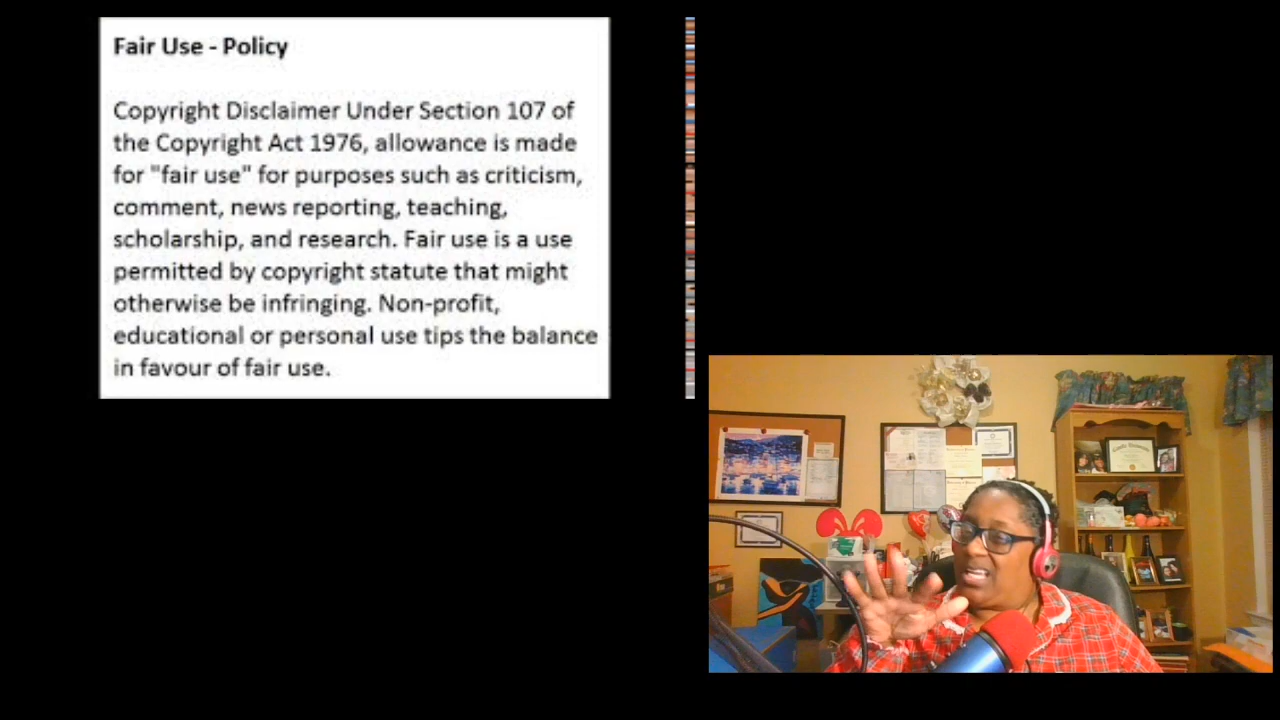 Fair Use - Policy
Copyright Disclaimer Under Section 107 of
the Copyright Act 1976, allowance is made
for "fair use" for purposes such as criticism,
comment, news reporting, teaching,
scholarship, and research. Fair use is a use
permitted by copyright statute that might
otherwise be infringing. Non-profit,
educational or personal use tips the balance
in favour of fair use.